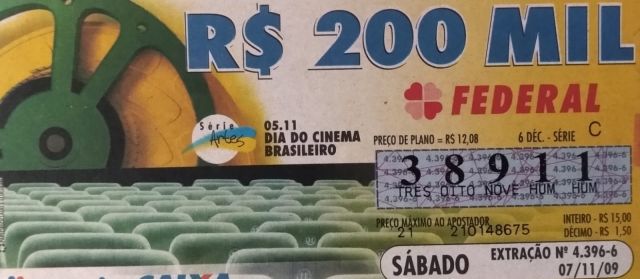 R$ 200 MIL
FEDERAL
Série
Artes
05.11
DIA DO CINEMA
BRASILEIRO
PREÇO DE PLANO = R$ 12,08
6 DÉC. - SÉRIE C
38911
TRES OITO NOVE HUM HUM
PREÇO MÁXIMO AO APOSTADOR
INTEIRO - R$ 15,00
DÉCIMO - R$ 1,50
21 210148675
SÁBADO
EXTRAÇÃO Nº 4.396-6
07/11/09
CAIXA